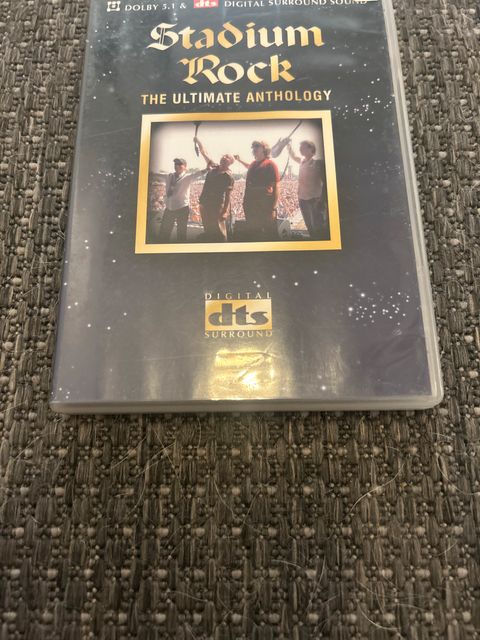 DOLBY 5.1 & dts DIGITAL SURROUND SOUND
Stadium
Rock
THE ULTIMATE ANTHOLOGY
DIGITAL
dts
SURROUND